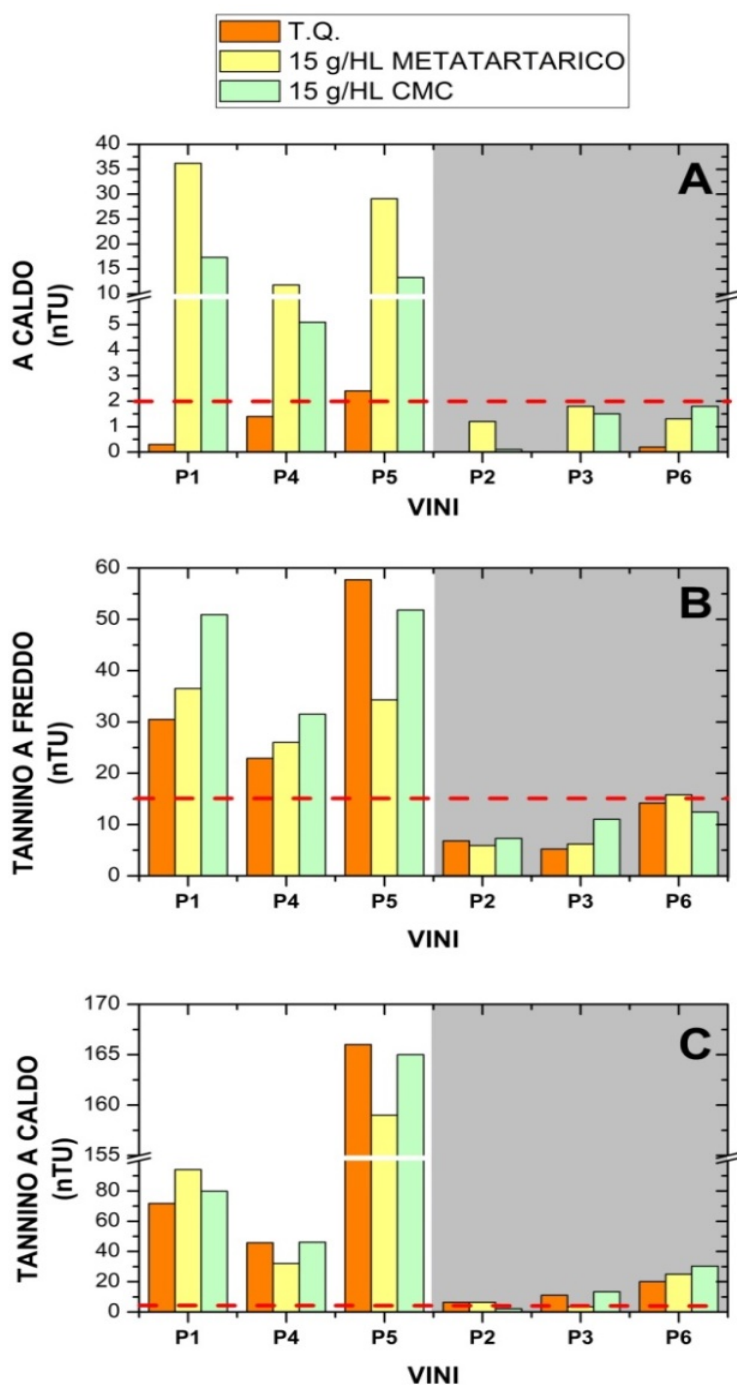 T.Q.
15 g/HL METATARTARICO
15 g/HL CMC
A
A CALDO
(nTU)
40
35
30
25
20
15
10
5
4
3
2
1
0
P1 P4 P5 P2 P3 P6
VINI
B
TANNINO A FREDDO
(nTU)
60
50
40
30
20
10
0
P1 P4 P5 P2 P3 P6
VINI
C
TANNINO A CALDO
(nTU)
170
165
160
155
80
60
40
20
0
P1 P4 P5 P2 P3 P6
VINI